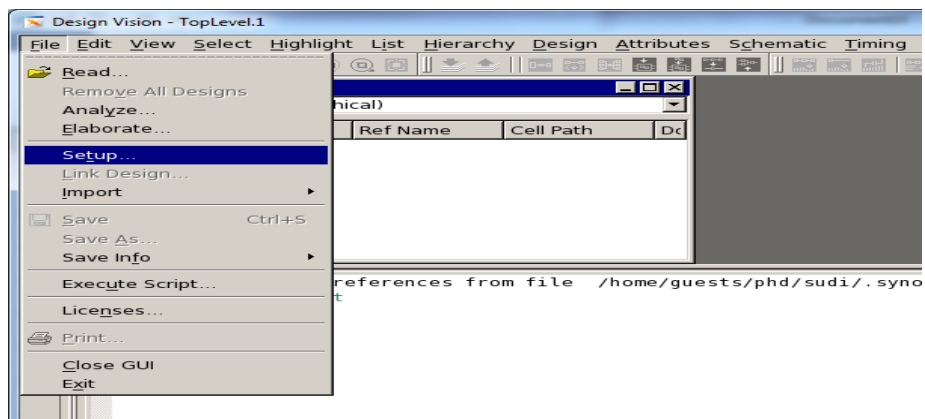 Design Vision - TopLevel.1
File Edit View Select Highlight List Hierarchy Design Attributes Schematic Timing
Read...
Remove All Designs
Analyze...
Elaborate...
Setup...
Link Design...
Import
Save Ctrl+S
Save As...
Save Info
Execute Script...
Licenses...
Print...
Close GUI
Exit
hical)
Ref Name Cell Path
references from file /home/guests/phd/sudi/.syno
t